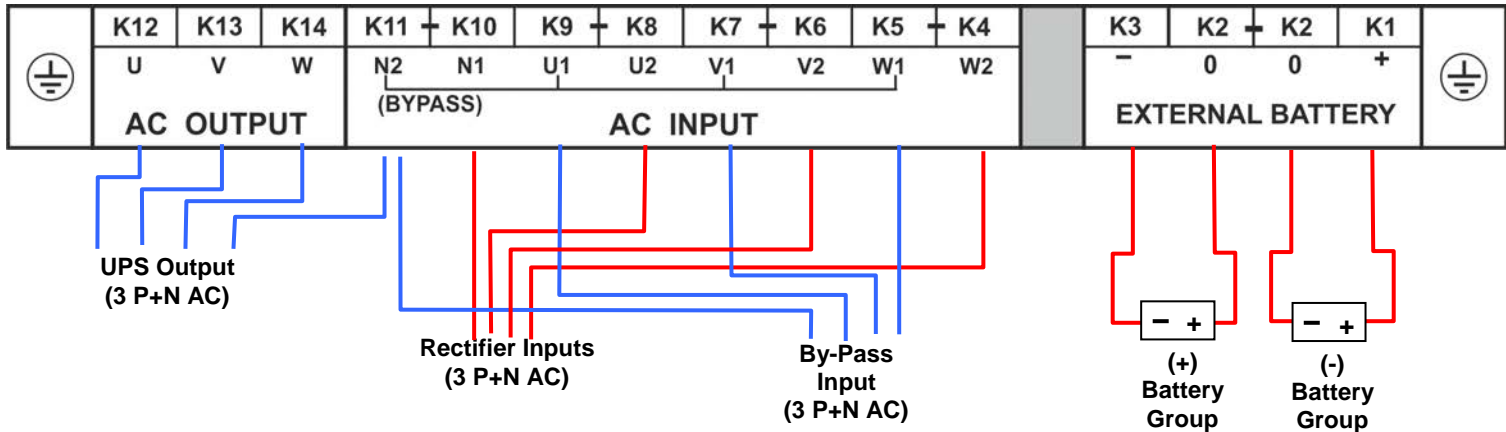 K12 K13 K14 K11 K10 K9 K8 K7 K6 K5 K4 K3 K2 K2 K1
U V W N2 N1 U1 U2 V1 V2 W1 W2 − 0 0 +
(BYPASS)
AC OUTPUT AC INPUT EXTERNAL BATTERY
UPS Output
(3 P+N AC)
Rectifier Inputs
(3 P+N AC)
By-Pass
Input
(3 P+N AC)
− +
(+)
Battery
Group
− +
(-)
Battery
Group